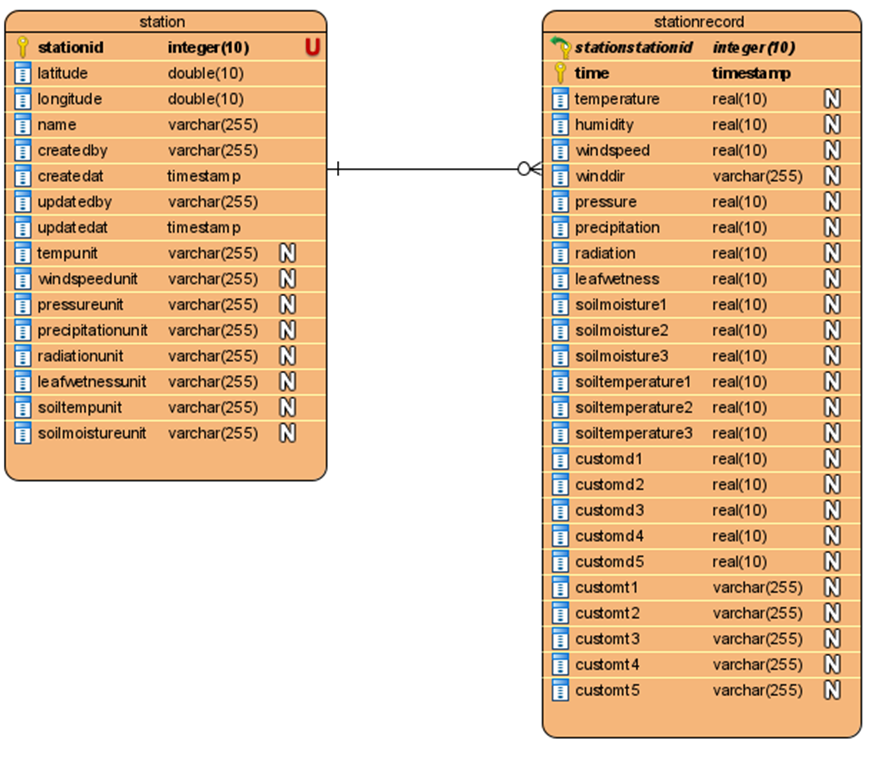 station
stationid integer(10) U
latitude double(10)
longitude double(10)
name varchar(255)
createdby varchar(255)
createdat timestamp
updatedby varchar(255)
updatedat timestamp
tempunit varchar(255) N
windspeedunit varchar(255) N
pressureunit varchar(255) N
precipitationunit varchar(255) N
radiationunit varchar(255) N
leafwetnessunit varchar(255) N
soiltempunit varchar(255) N
soilmoistureunit varchar(255) N
stationrecord
stationstationid integer(10)
time timestamp
temperature real(10) N
humidity real(10) N
windspeed real(10) N
winddir varchar(255) N
pressure real(10) N
precipitation real(10) N
radiation real(10) N
leafwetness real(10) N
soilmoisture1 real(10) N
soilmoisture2 real(10) N
soilmoisture3 real(10) N
soiltemperature1 real(10) N
soiltemperature2 real(10) N
soiltemperature3 real(10) N
customd1 real(10) N
customd2 real(10) N
customd3 real(10) N
customd4 real(10) N
customd5 real(10) N
customt1 varchar(255) N
customt2 varchar(255) N
customt3 varchar(255) N
customt4 varchar(255) N
customt5 varchar(255) N